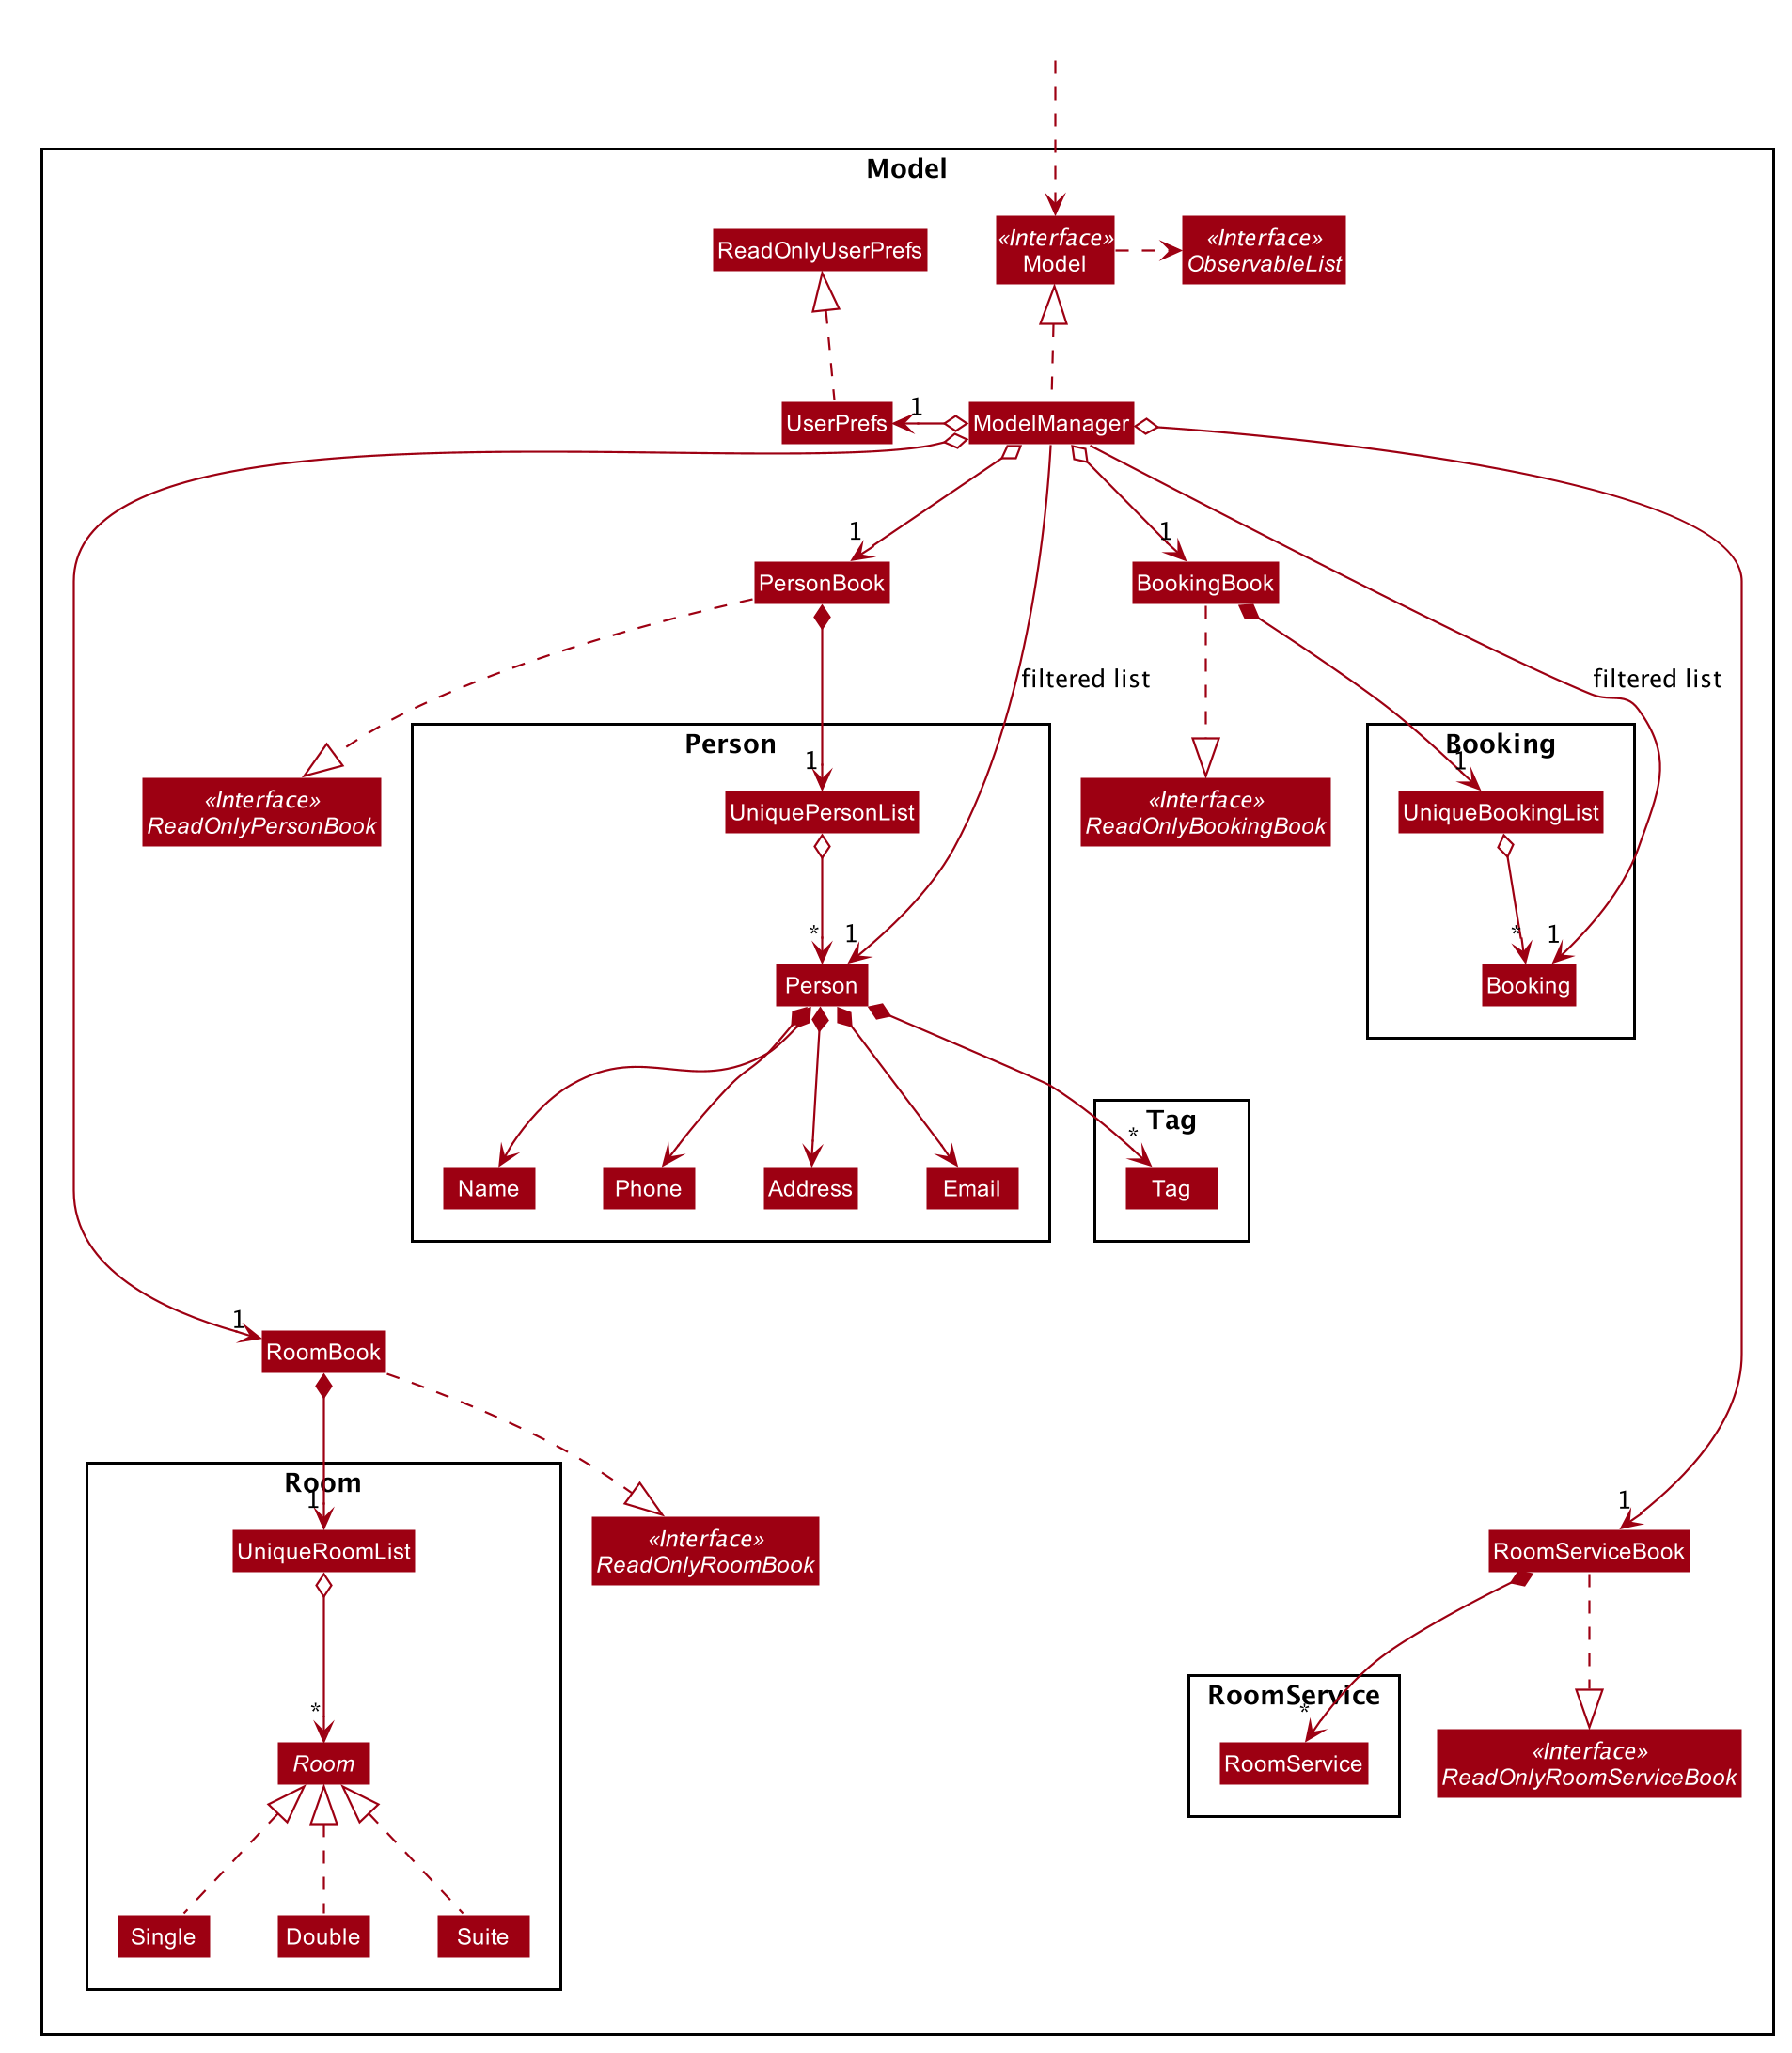 Model
ReadOnlyUserPrefs
«Interface»
Model
«Interface»
ObservableList
UserPrefs
1
ModelManager
1
1
PersonBook
BookingBook
filtered list
filtered list
Person
Booking
1
1
«Interface»
ReadOnlyPersonBook
UniquePersonList
«Interface»
ReadOnlyBookingBook
UniqueBookingList
*
1
*
1
Person
Booking
Tag
*
Name
Phone
Address
Email
Tag
1
RoomBook
Room
1
1
UniqueRoomList
«Interface»
ReadOnlyRoomBook
RoomServiceBook
RoomService
*
*
Room
RoomService
«Interface»
ReadOnlyRoomServiceBook
Single
Double
Suite